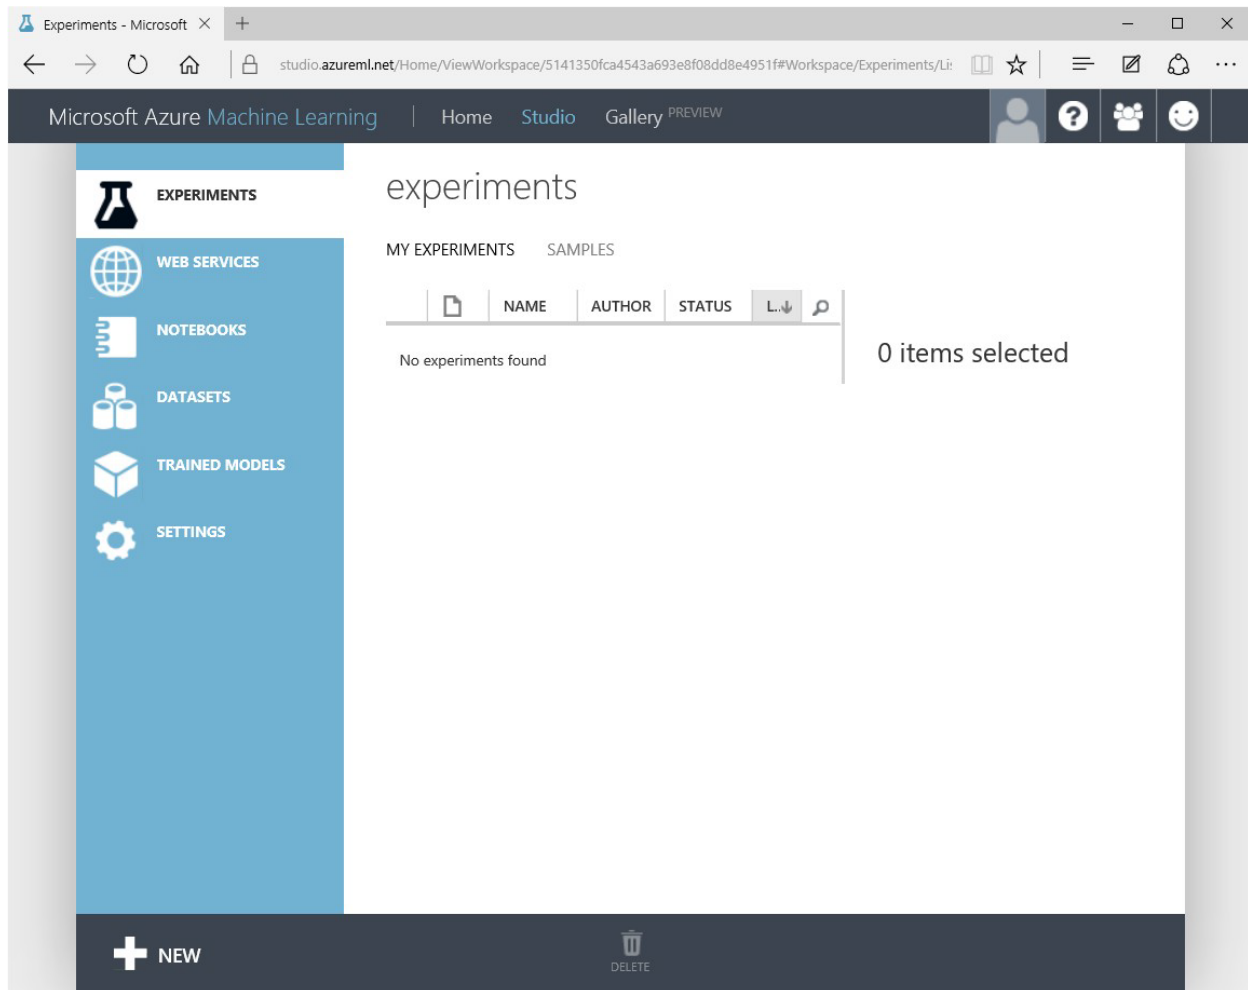 Experiments - Microsoft
studio.azureml.net/Home/ViewWorkspace/5141350fca4543a693e8f08dd8e4951f#Workspace/Experiments/Li
Microsoft Azure Machine Learning | Home Studio Gallery PREVIEW
EXPERIMENTS
WEB SERVICES
NOTEBOOKS
DATASETS
TRAINED MODELS
SETTINGS
experiments
MY EXPERIMENTS SAMPLES
NAME AUTHOR STATUS L..
No experiments found
0 items selected
NEW
DELETE